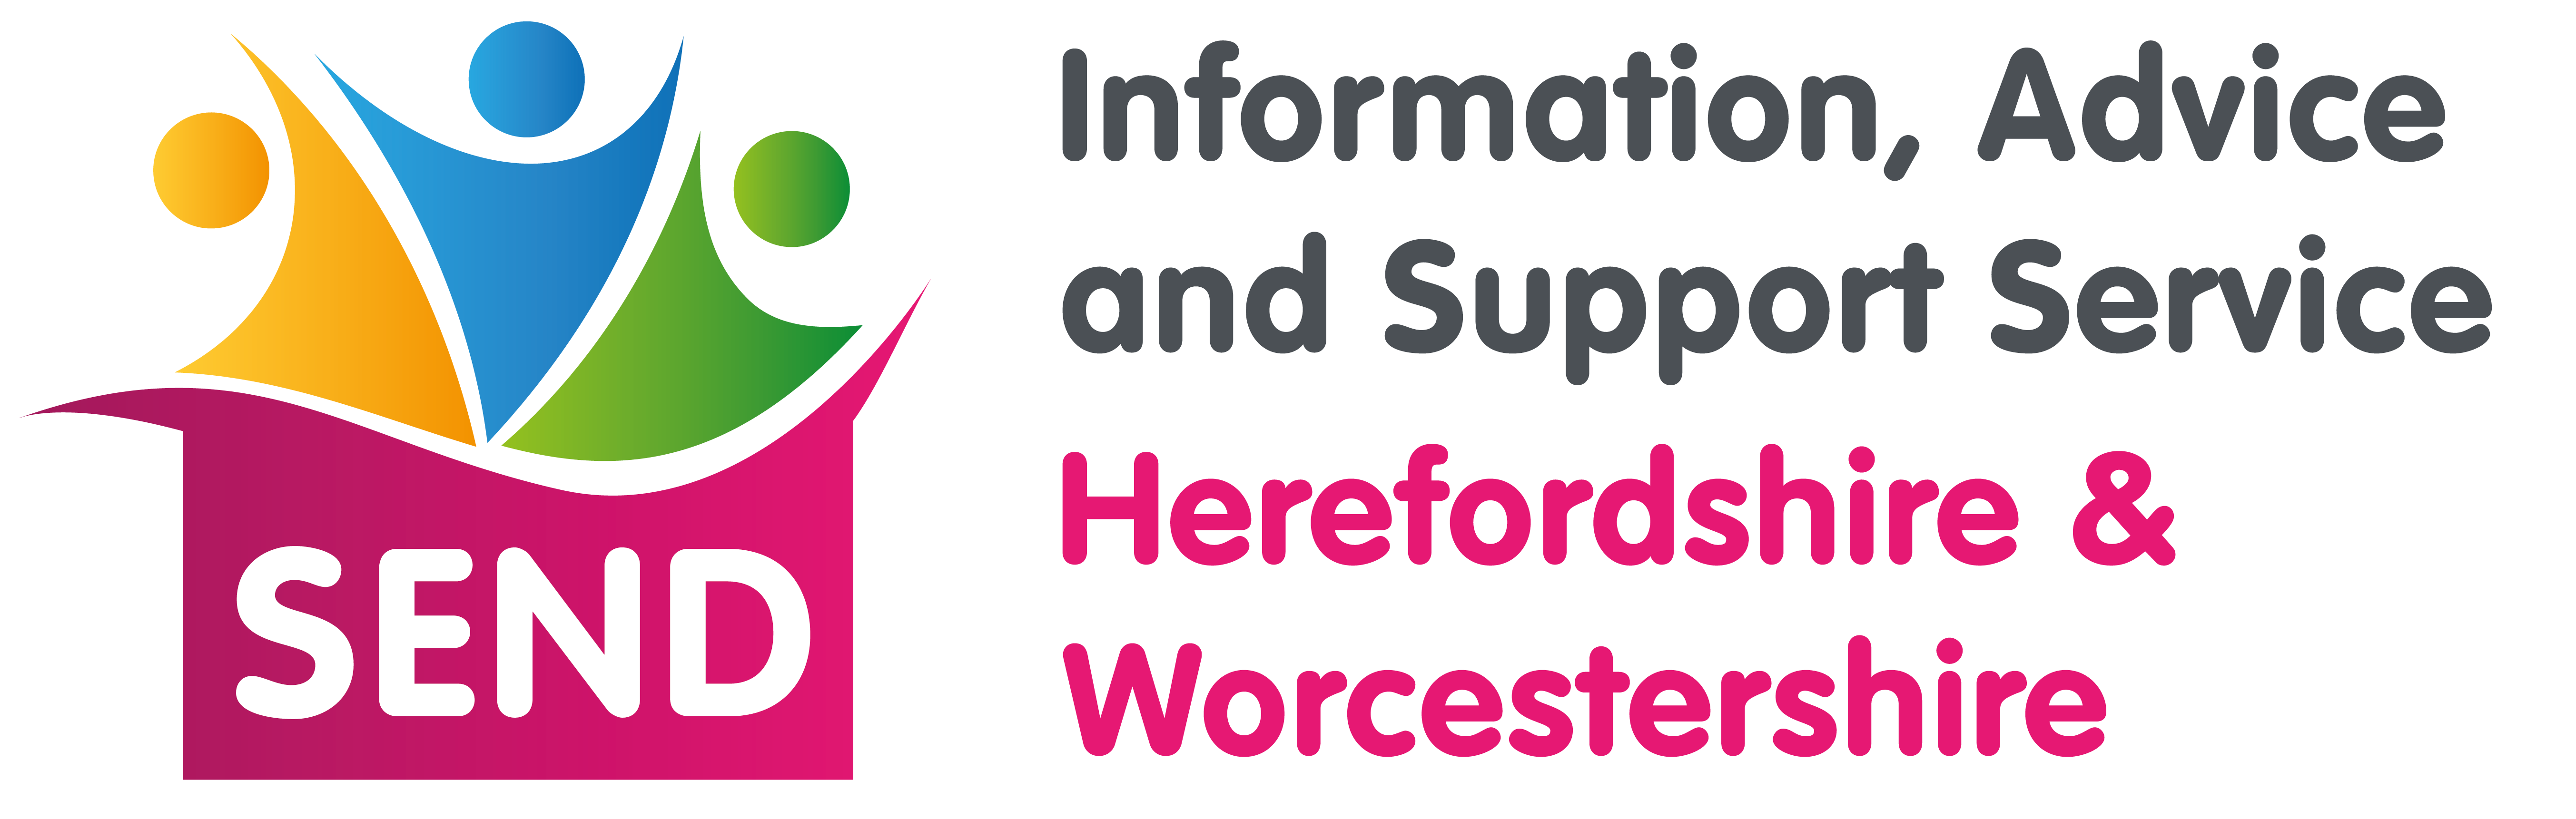 SEND
Information, Advice
and Support Service
Herefordshire &
Worcestershire